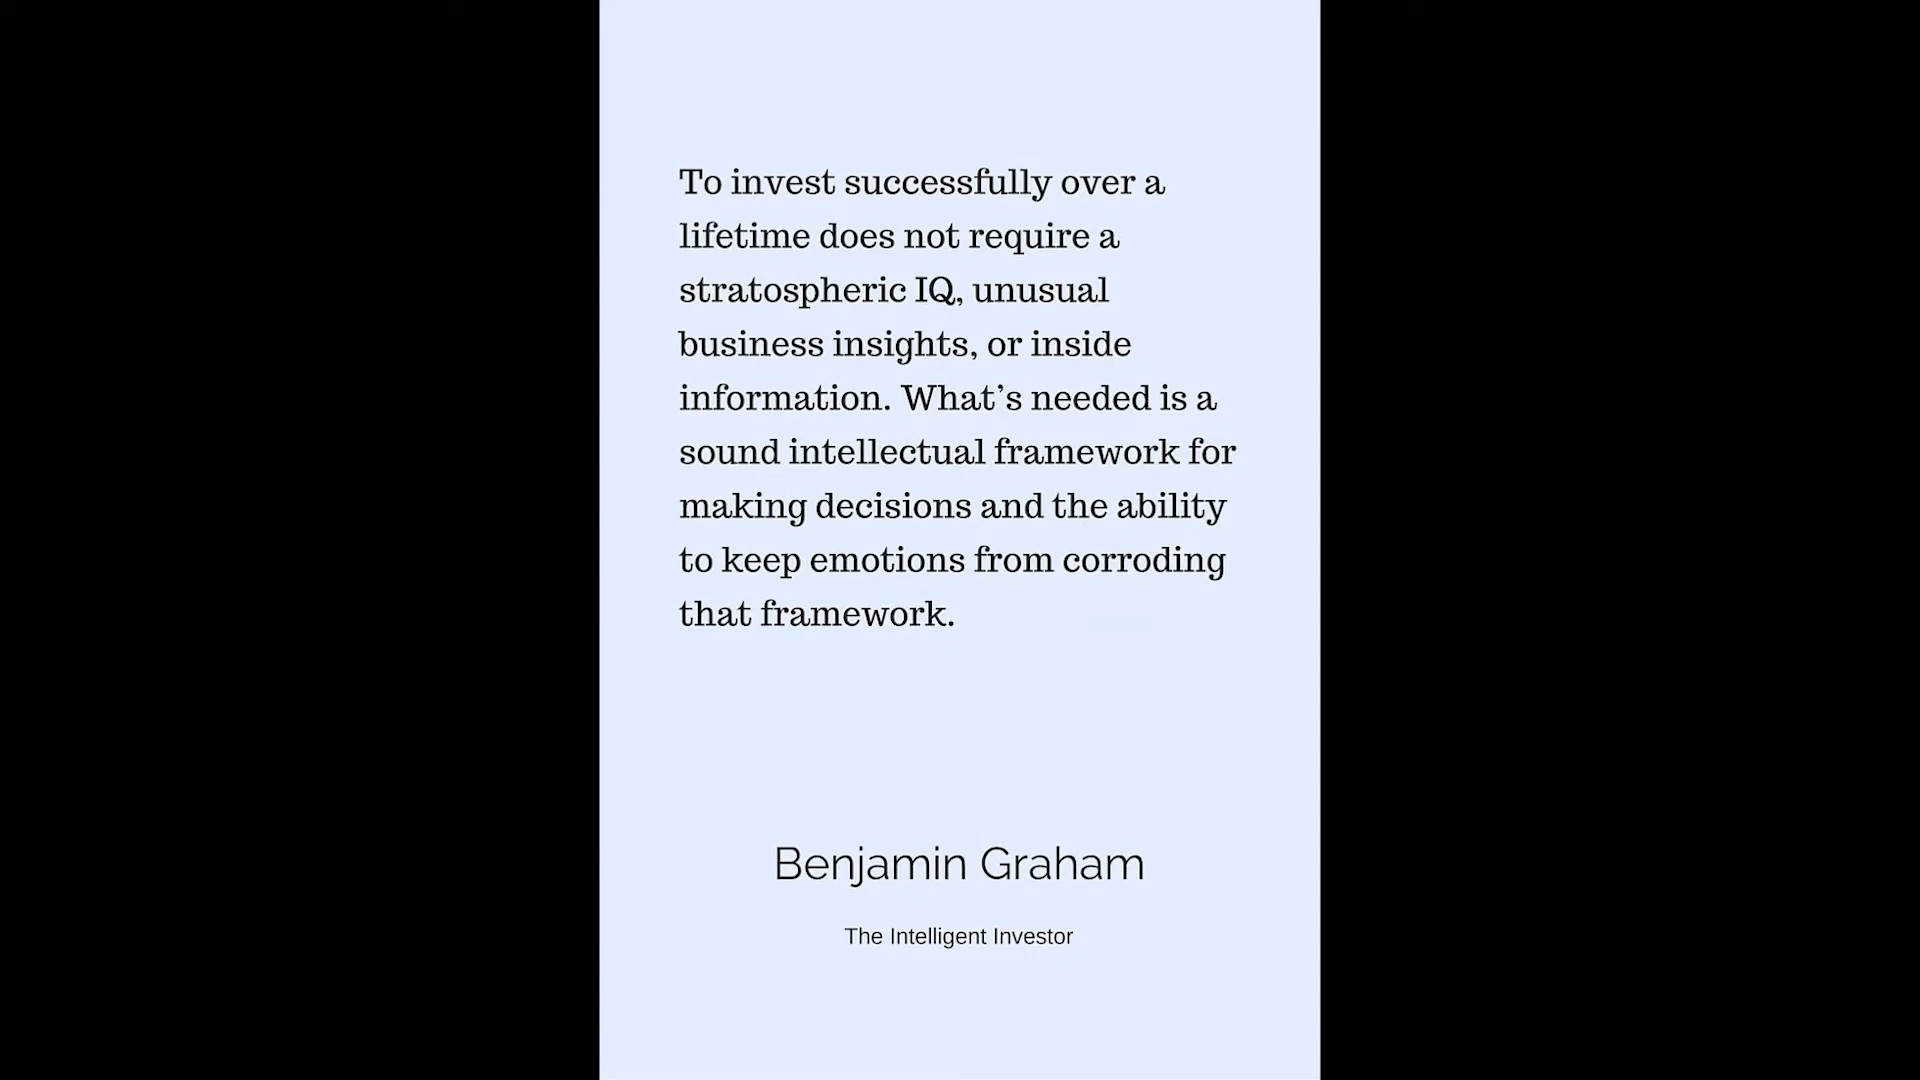 To invest successfully over a
lifetime does not require a
stratospheric IQ, unusual
business insights, or inside
information. What’s needed is a
sound intellectual framework for
making decisions and the ability
to keep emotions from corroding
that framework.
Benjamin Graham
The Intelligent Investor